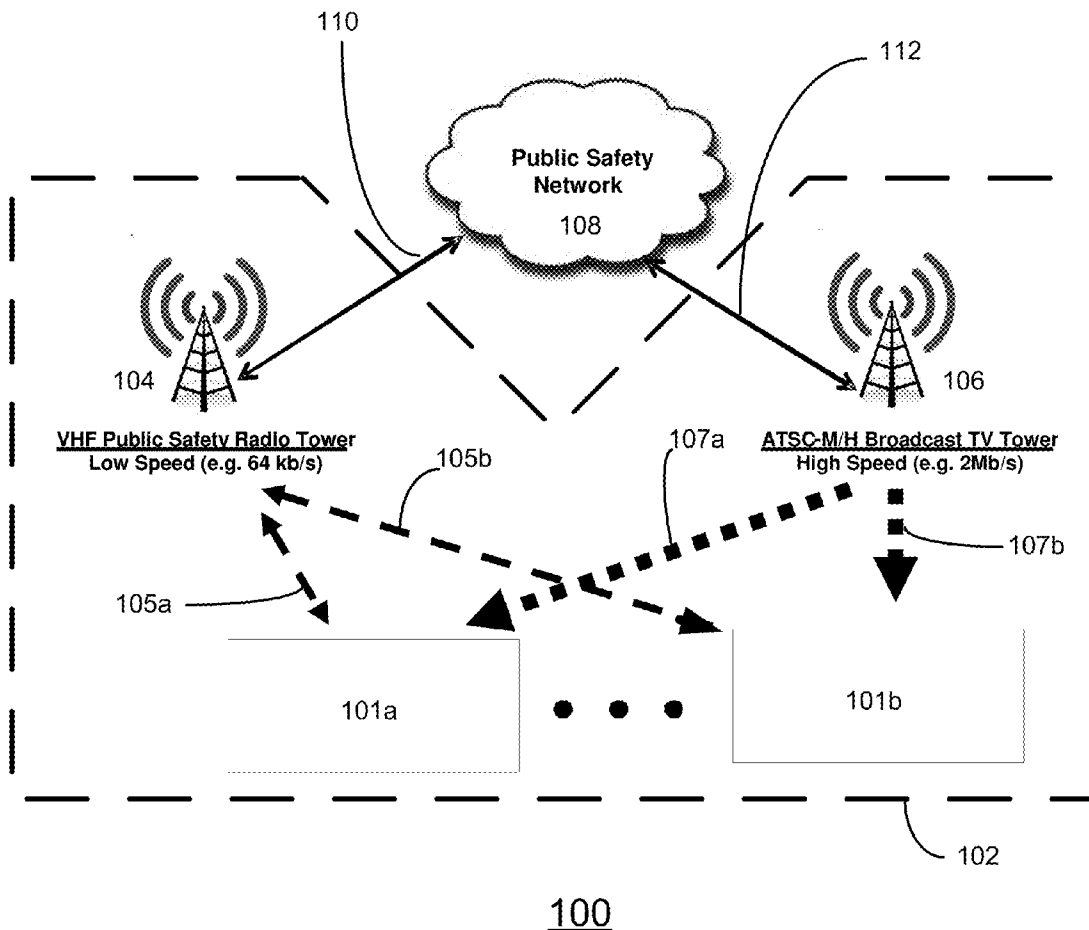 110
112
Public Safety
Network
108
104
106
VHF Public Safety Radio Tower
Low Speed (e.g. 64 kb/s)
ATSC-M/H Broadcast TV Tower
High Speed (e.g. 2Mb/s)
105b
107a
107b
105a
101a
101b
102
100